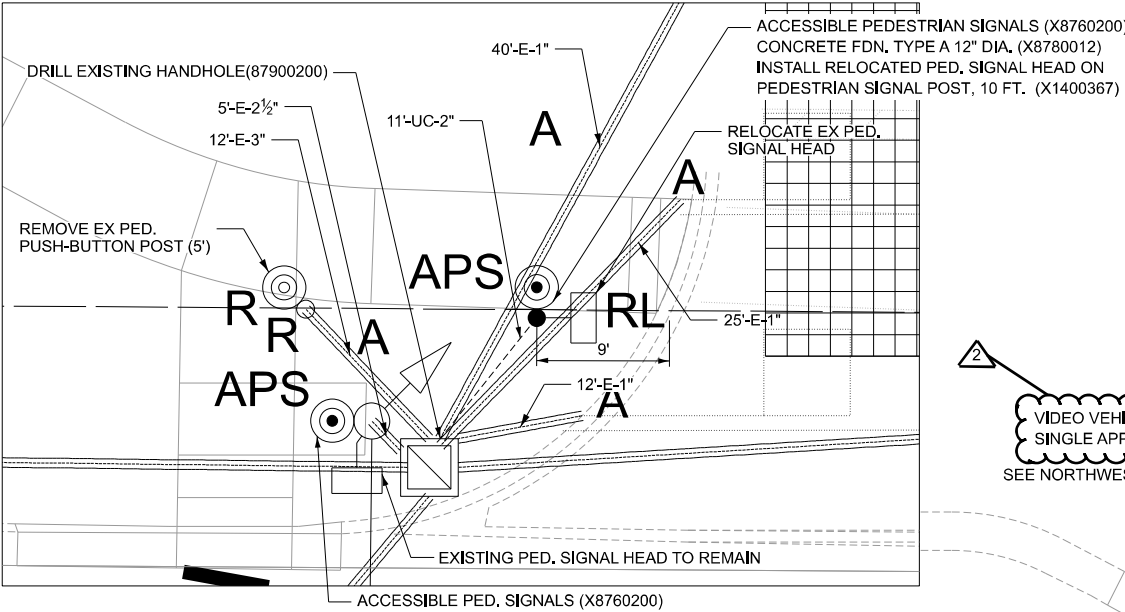 ACCESSIBLE PEDESTRIAN SIGNALS (X8760200)
CONCRETE FDN. TYPE A 12" DIA. (X8780012)
INSTALL RELOCATED PED. SIGNAL HEAD ON
PEDESTRIAN SIGNAL POST, 10 FT. (X1400367)
40'-E-1"
DRILL EXISTING HANDHOLE(87900200)
5'-E-2½"
12'-E-3"
11'-UC-2"
A
RELOCATE EX PED.
SIGNAL HEAD
A
REMOVE EX PED.
PUSH-BUTTON POST (5')
APS
R
R
A
RL
25'-E-1"
9'
APS
12'-E-1"
A
2
VIDEO VEHI
SINGLE APP
SEE NORTHWES
EXISTING PED. SIGNAL HEAD TO REMAIN
ACCESSIBLE PED. SIGNALS (X8760200)